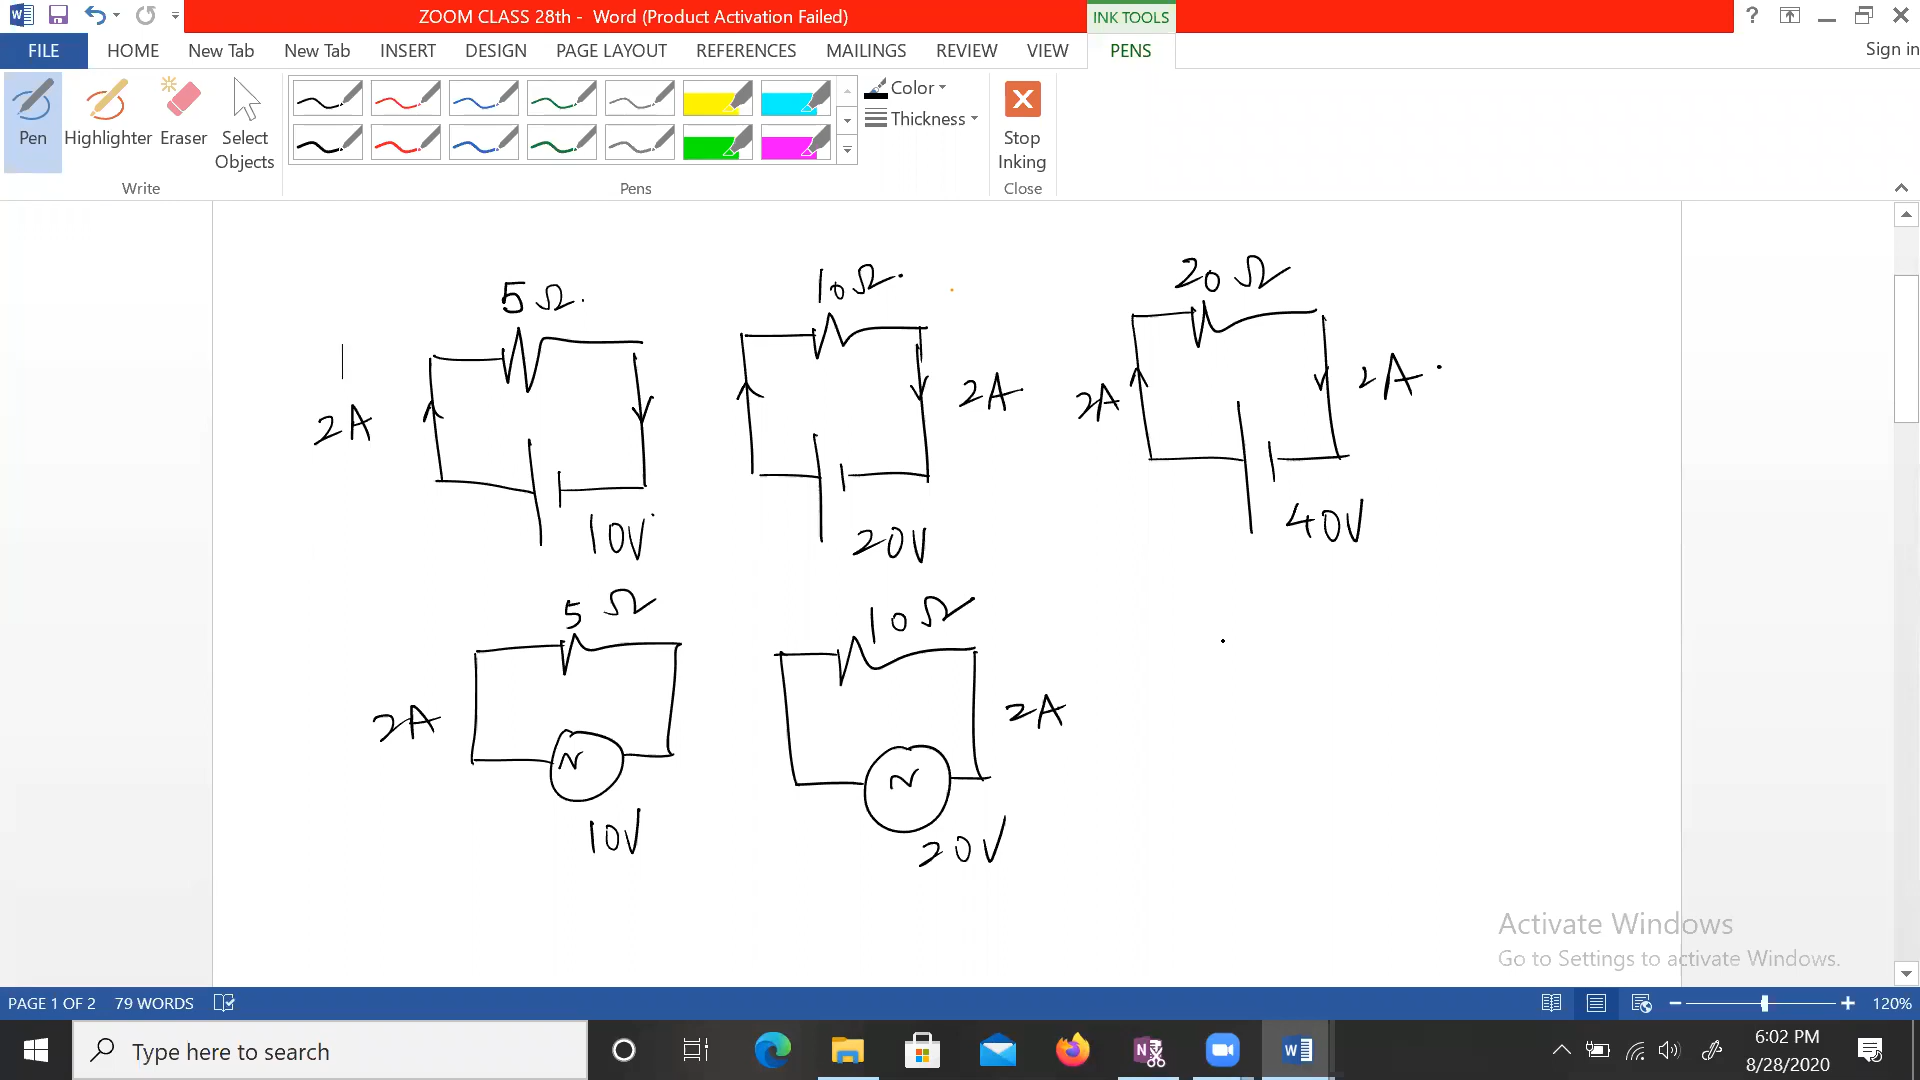 ZOOM CLASS 28th - Word (Product Activation Failed)
INK TOOLS
?
FILE HOME New Tab New Tab INSERT DESIGN PAGE LAYOUT REFERENCES MAILINGS REVIEW VIEW PENS
Sign in
Pen
Highlighter
Eraser
Select Objects
Color
Thickness
Stop Inking
Write
Pens
Close
5Ω
2A
10V
10Ω
2A
20V
20Ω
2A
2A
40V
5Ω
2A
N
10V
10Ω
2A
N
20V
Activate Windows
Go to Settings to activate Windows.
PAGE 1 OF 2 79 WORDS
120%
Type here to search
6:02 PM
8/28/2020